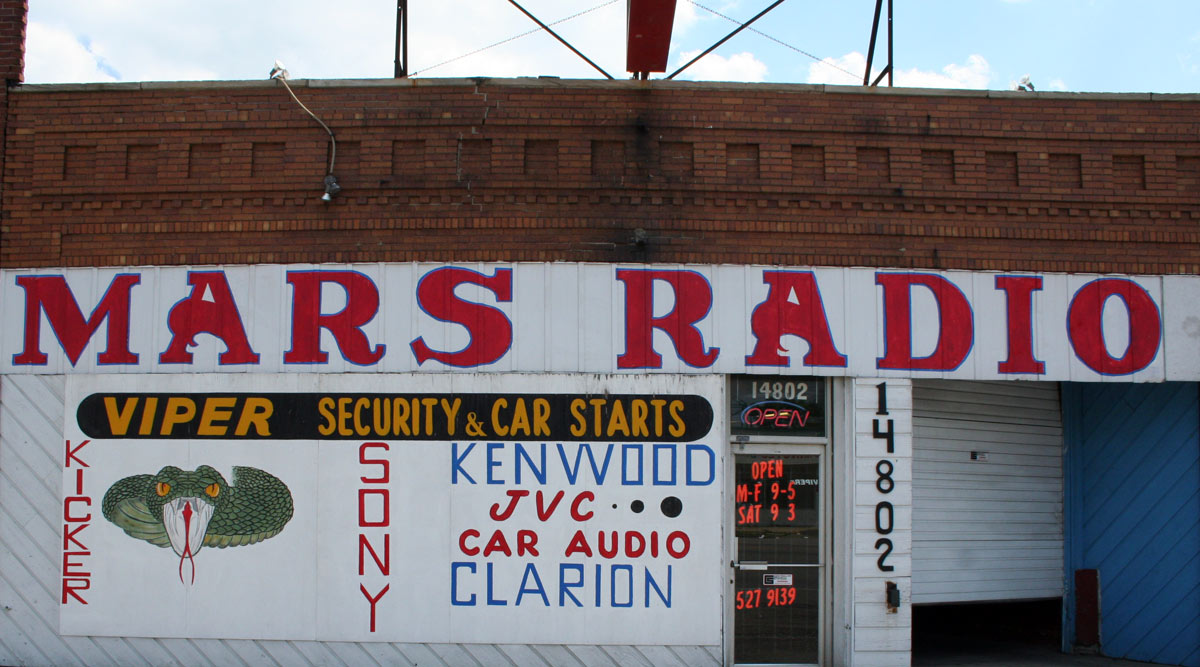 MARS RADIO
VIPER SECURITY & CAR STARTS
KICKER
SONY
KENWOOD
JVC
CAR AUDIO
CLARION
14802
OPEN
OPEN
M-F 9-5
SAT 9 3
VIPER
527 9139
14802